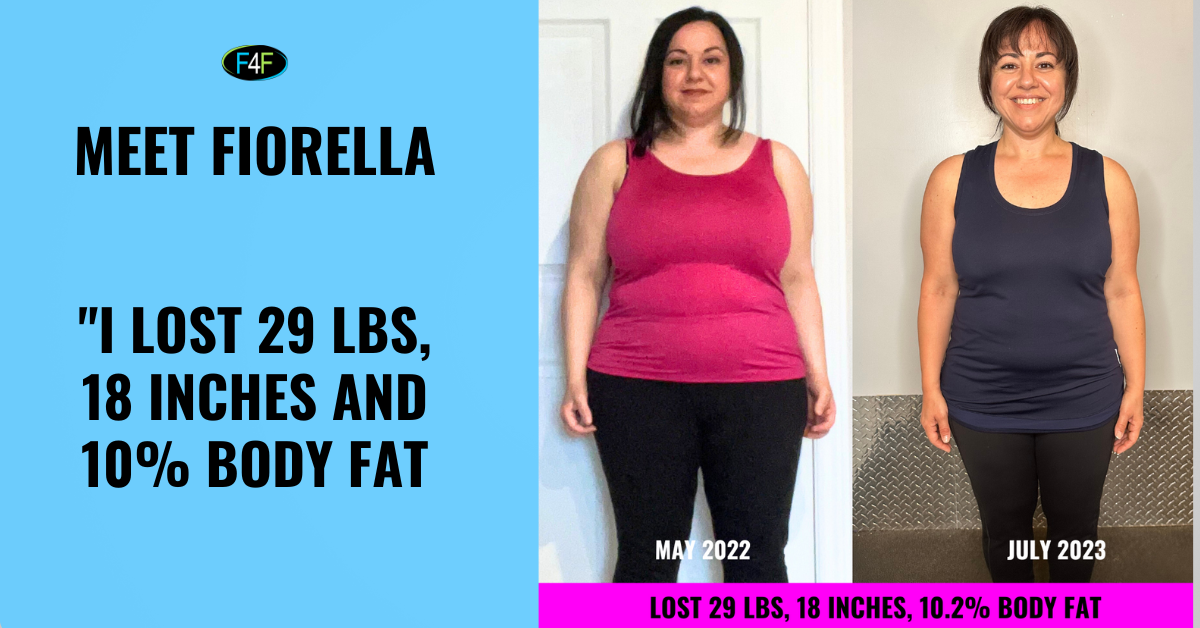 F4F
MEET FIORELLA
"I LOST 29 LBS,
18 INCHES AND
10% BODY FAT
MAY 2022
JULY 2023
LOST 29 LBS, 18 INCHES, 10.2% BODY FAT